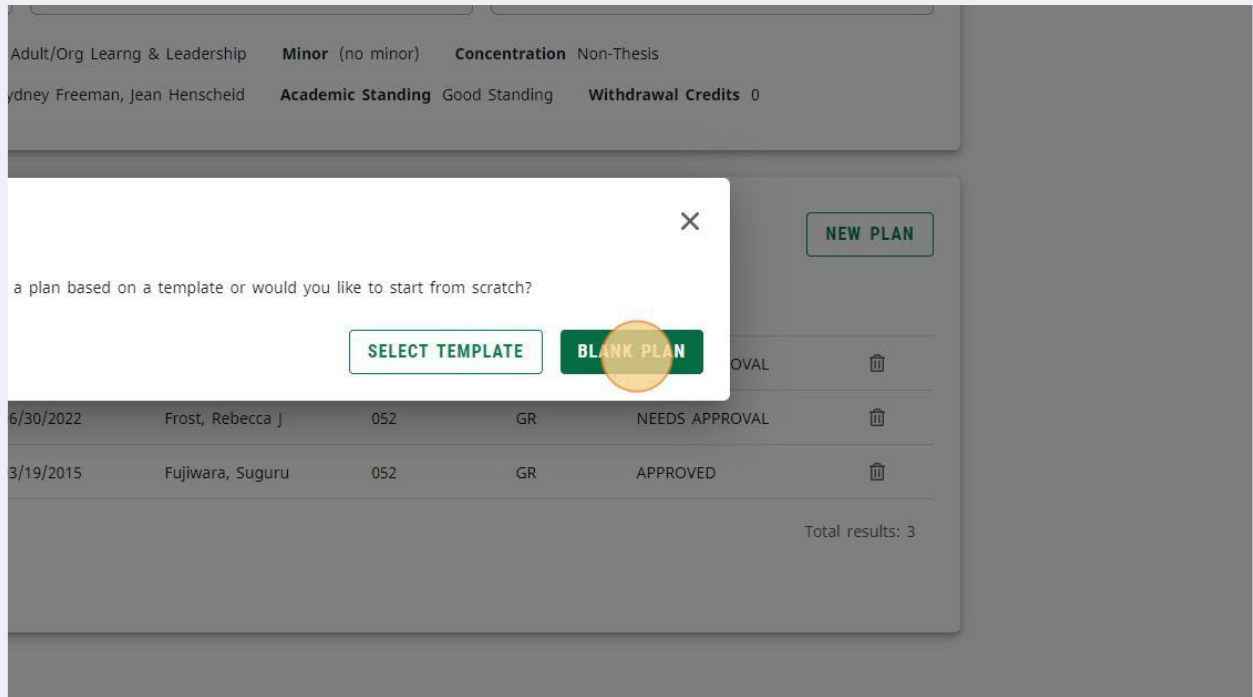 Adult/Org Learng & Leadership Minor (no minor) Concentration Non-Thesis
ydney Freeman, Jean Henscheid Academic Standing Good Standing Withdrawal Credits 0
NEW PLAN
a plan based on a template or would you like to start from scratch?
SELECT TEMPLATE BLANK PLAN
OVAL
6/30/2022 Frost, Rebecca J 052 GR NEEDS APPROVAL
3/19/2015 Fujiwara, Suguru 052 GR APPROVED
Total results: 3